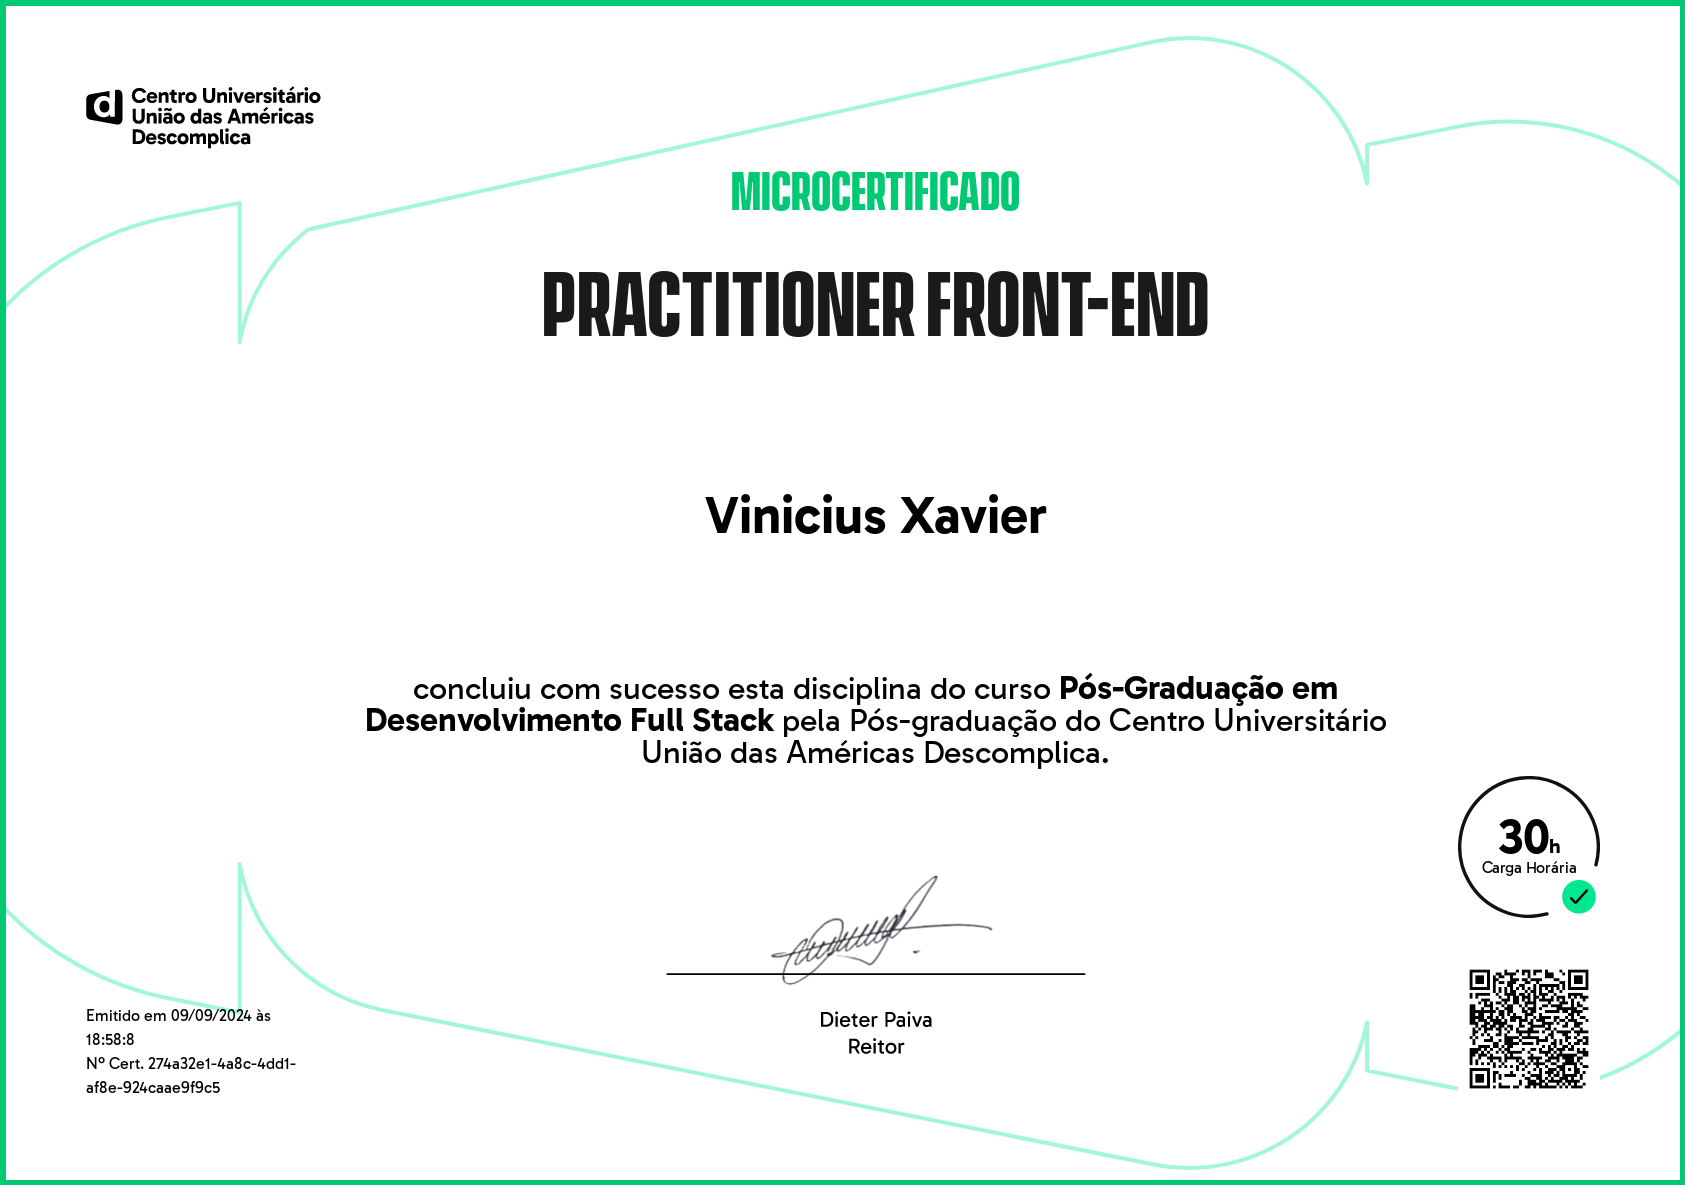 Centro Universitário
União das Américas
Descomplica
MICROCERTIFICADO
PRACTITIONER FRONT-END
Vinicius Xavier
concluiu com sucesso esta disciplina do curso Pós-Graduação em
Desenvolvimento Full Stack pela Pós-graduação do Centro Universitário
União das Américas Descomplica.
30h
Carga Horária
Dieter Paiva
Reitor
Emitido em 09/09/2024 às
18:58:8
Nº Cert. 274a32e1-4a8c-4dd1-
af8e-924caae9f9c5